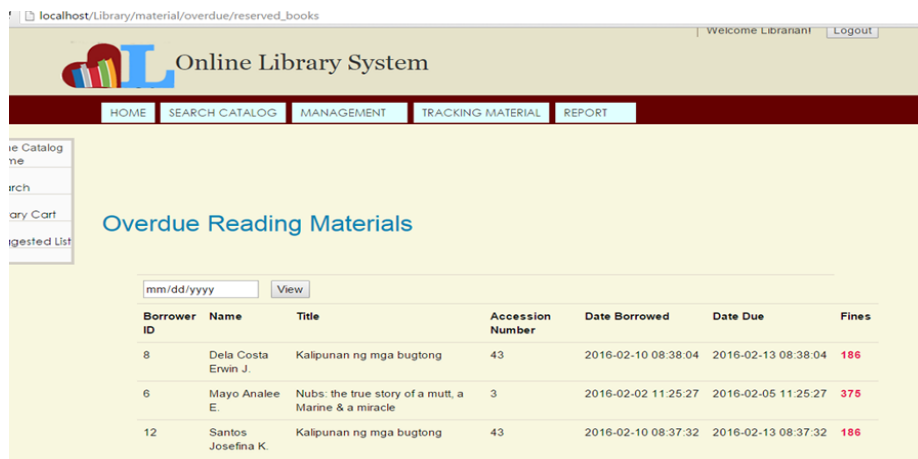 localhost/Library/material/overdue/reserved_books
| Welcome Librarian! Logout
L Online Library System
HOME SEARCH CATALOG MANAGEMENT TRACKING MATERIAL REPORT
Catalog
Cart
List
Overdue Reading Materials
mm/dd/yyyy View
Borrower ID Name Title Accession Number Date Borrowed Date Due Fines
8 Dela Costa Erwin J. Kalipunan ng mga bugtong 43 2016-02-10 08:38:04 2016-02-13 08:38:04 186
6 Mayo Analee E. Nubs: the true story of a mutt, a Marine & a miracle 3 2016-02-02 11:25:27 2016-02-05 11:25:27 375
12 Santos Josefina K. Kalipunan ng mga bugtong 43 2016-02-10 08:37:32 2016-02-13 08:37:32 186